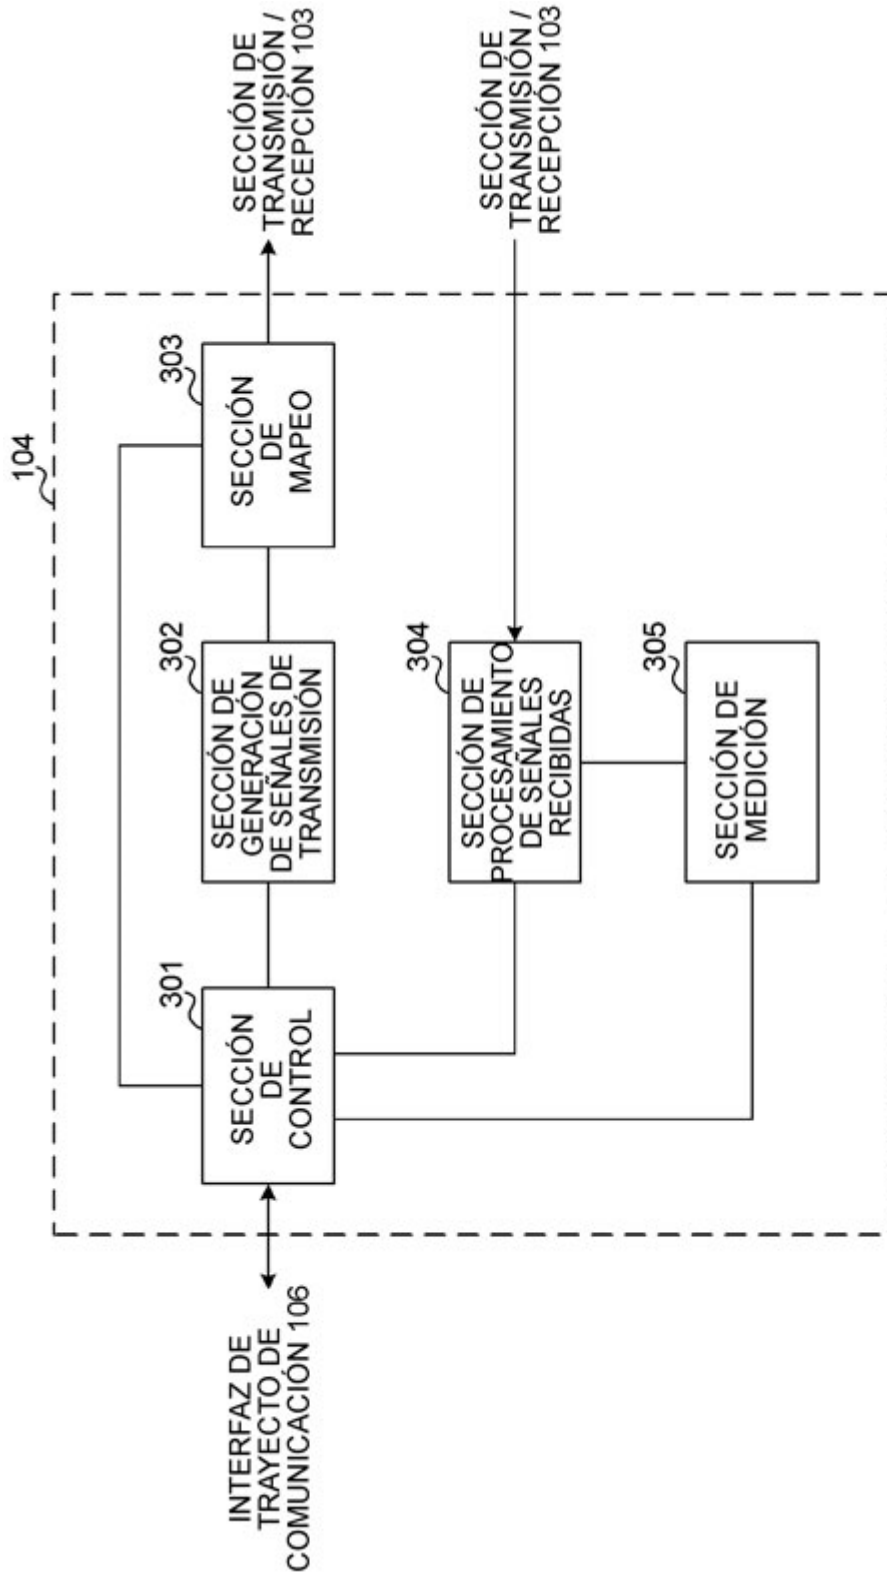 104
INTERFAZ DE
TRAYECTO DE
COMUNICACIÓN 106
301
SECCIÓN
DE
CONTROL
302
SECCIÓN DE
GENERACIÓN
DE SEÑALES DE
TRANSMISIÓN
303
SECCIÓN
DE
MAPEO
SECCIÓN DE
TRANSMISIÓN /
RECEPCIÓN 103
304
SECCIÓN DE
PROCESAMIENTO
DE SEÑALES
RECIBIDAS
SECCIÓN DE
TRANSMISIÓN /
RECEPCIÓN 103
305
SECCIÓN DE
MEDICIÓN